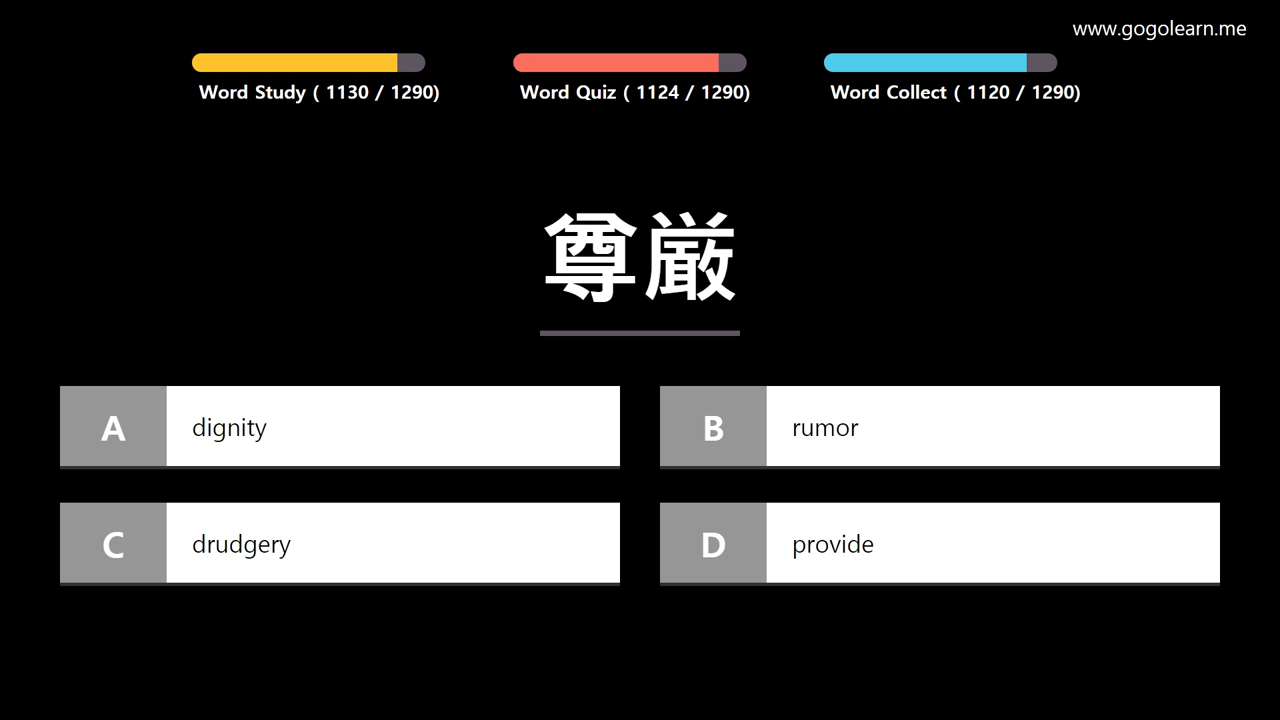 www.gogolearn.me
Word Study ( 1130 / 1290)
Word Quiz ( 1124 / 1290)
Word Collect ( 1120 / 1290)
尊厳
A dignity
B rumor
C drudgery
D provide